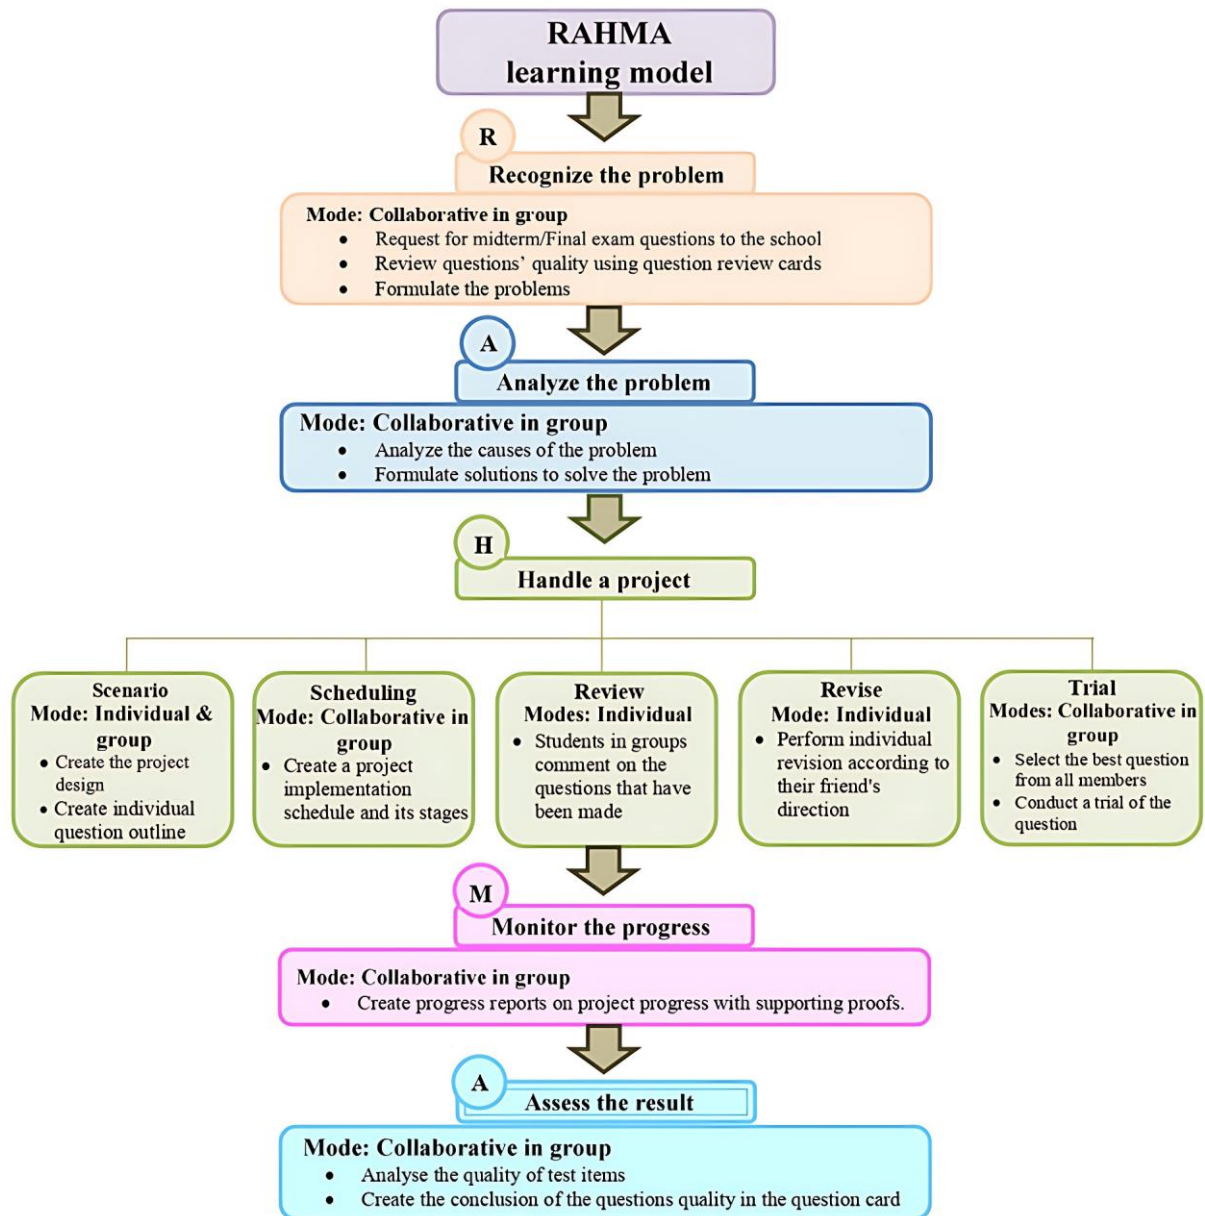 RAHMA
learning model
R
Recognize the problem
Mode: Collaborative in group
• Request for midterm/Final exam questions to the school
• Review questions' quality using question review cards
• Formulate the problems
A
Analyze the problem
Mode: Collaborative in group
• Analyze the causes of the problem
• Formulate solutions to solve the problem
H
Handle a project
Scenario
Mode: Individual &
group
• Create the project
design
• Create individual
question outline
Scheduling
Mode: Collaborative in
group
• Create a project
implementation
schedule and its stages
Review
Modes: Individual
• Students in groups
comment on the
questions that have
been made
Revise
Mode: Individual
• Perform individual
revision according to
their friend's
direction
Trial
Modes: Collaborative in
group
• Select the best question
from all members
• Conduct a trial of the
question
M
Monitor the progress
Mode: Collaborative in group
• Create progress reports on project progress with supporting proofs.
A
Assess the result
Mode: Collaborative in group
• Analyse the quality of test items
• Create the conclusion of the questions quality in the question card